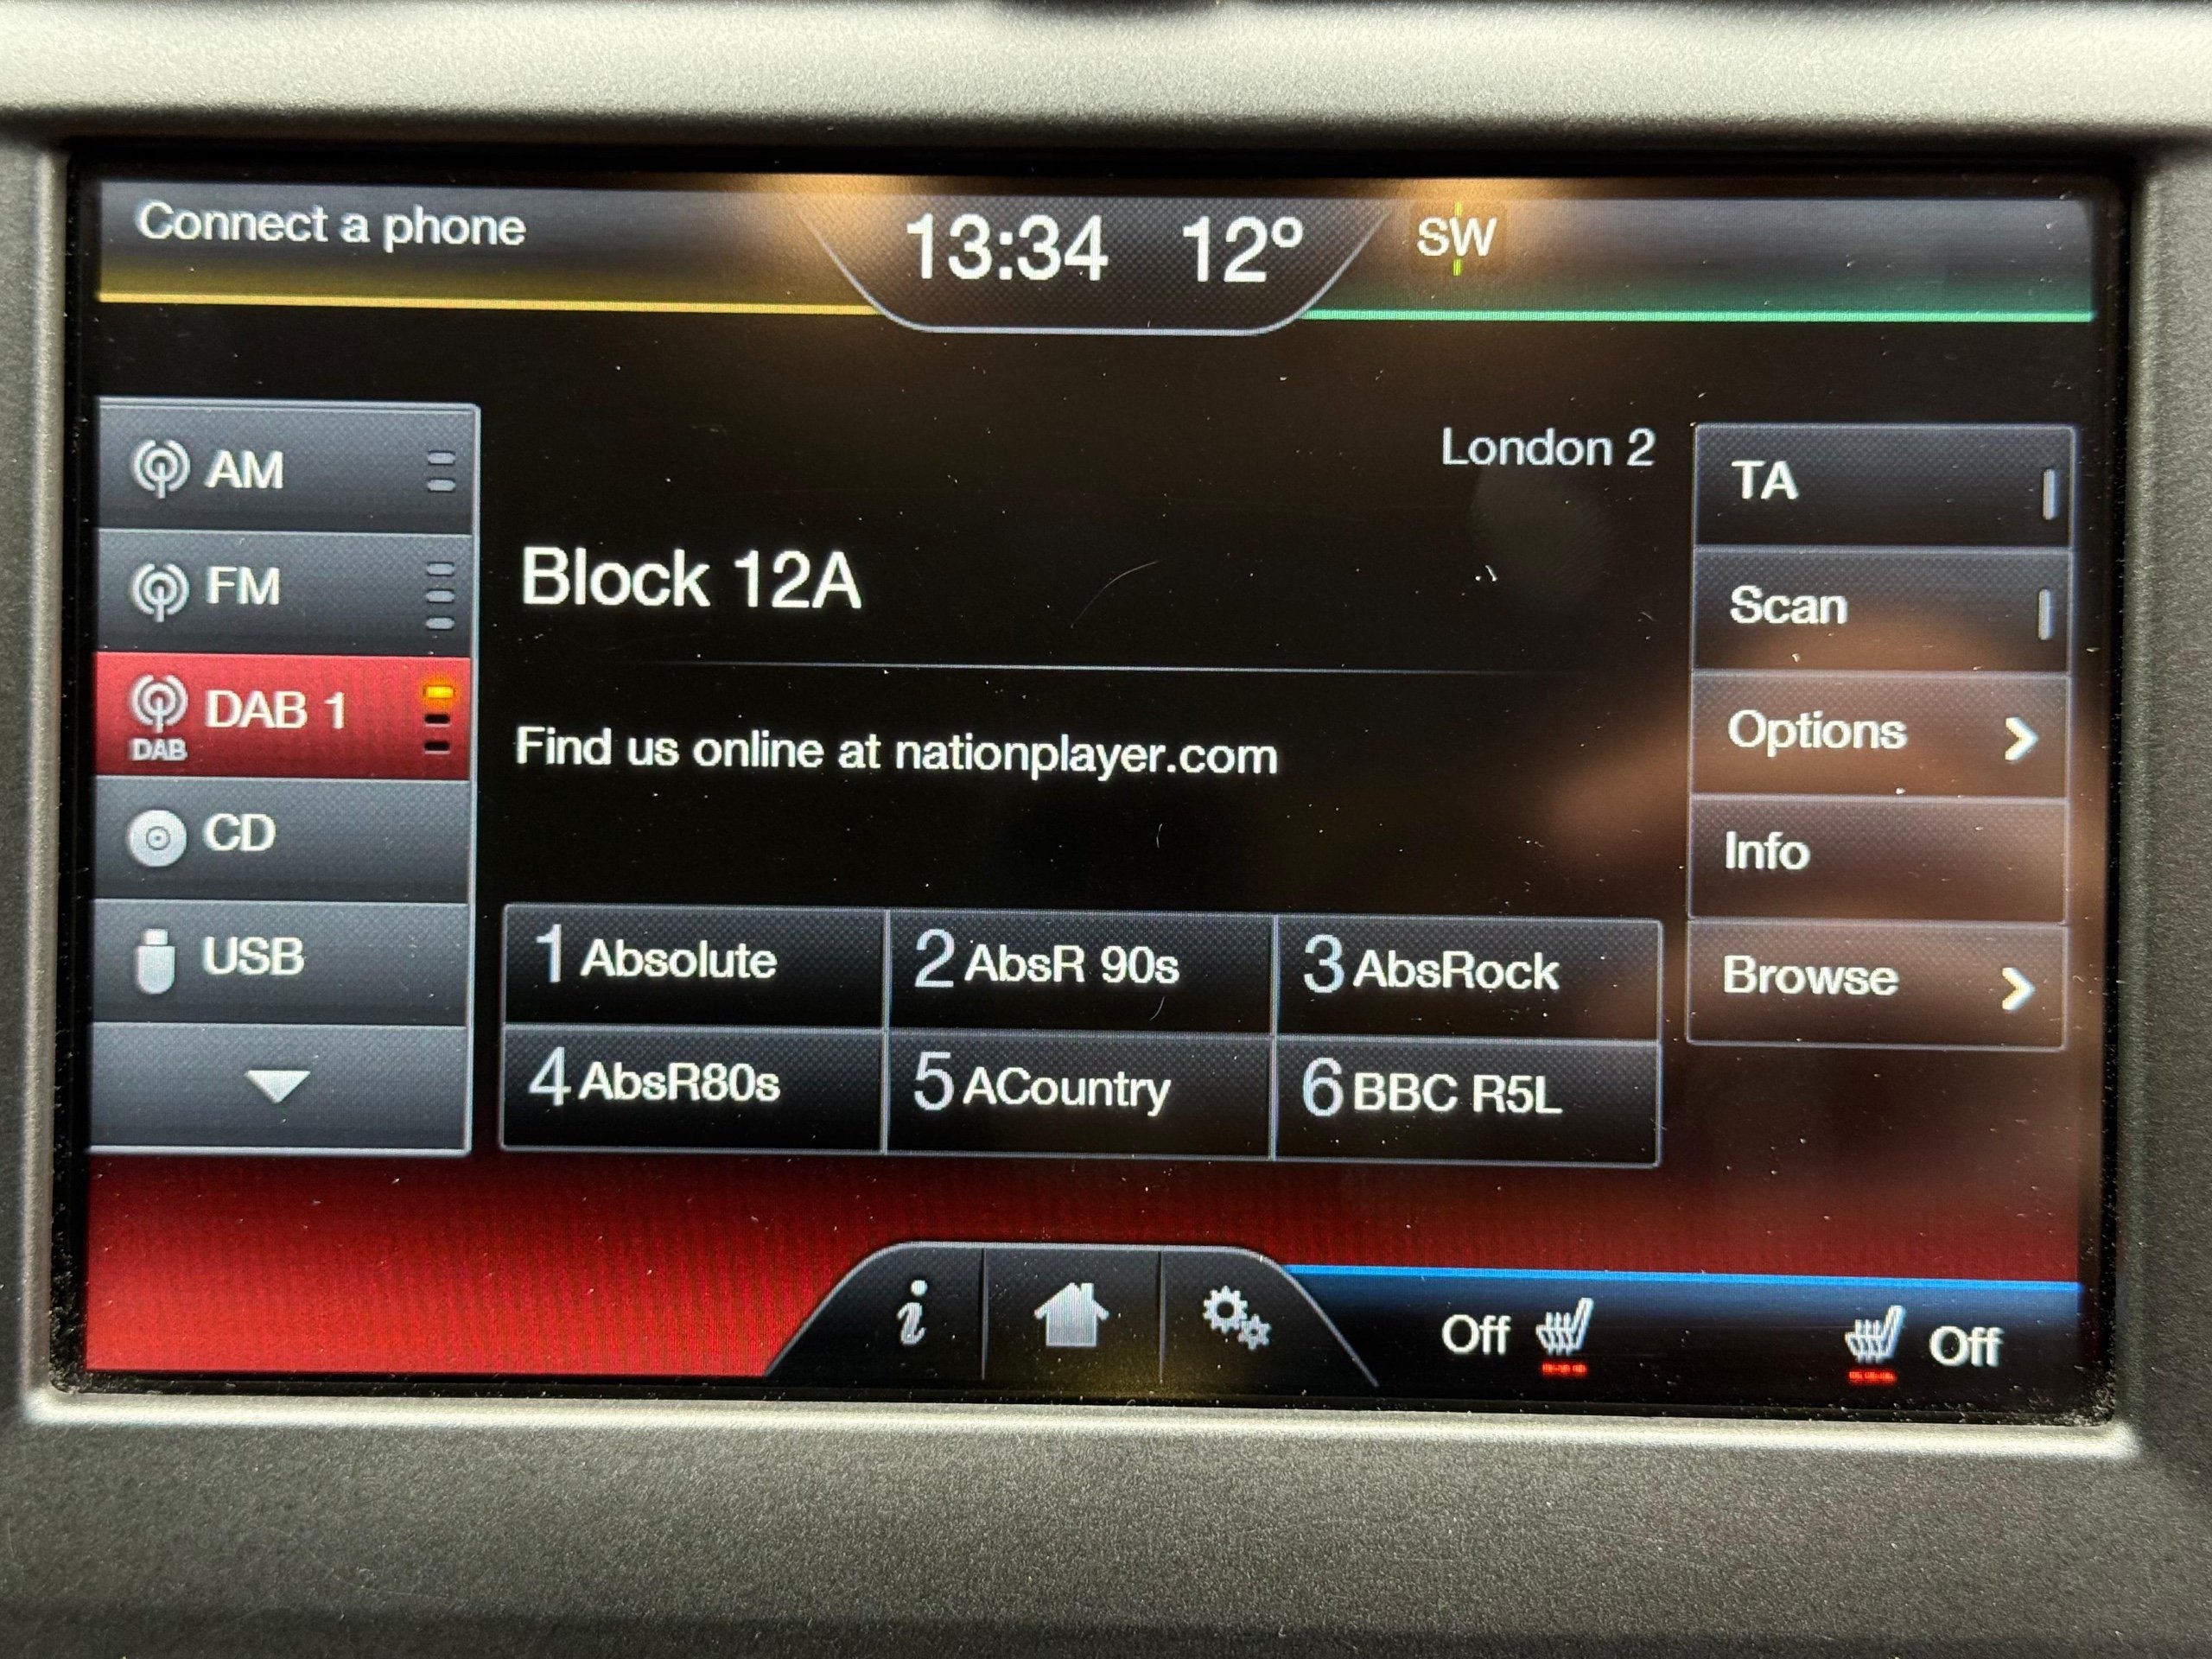 Connect a phone
13:34 12°
SW
AM
FM
DAB 1
DAB
CD
USB
London 2
Block 12A
Find us online at nationplayer.com
1 Absolute
2 AbsR 90s
3 AbsRock
4 AbsR80s
5 ACountry
6 BBC R5L
TA
Scan
Options
Info
Browse
i
Off
Off